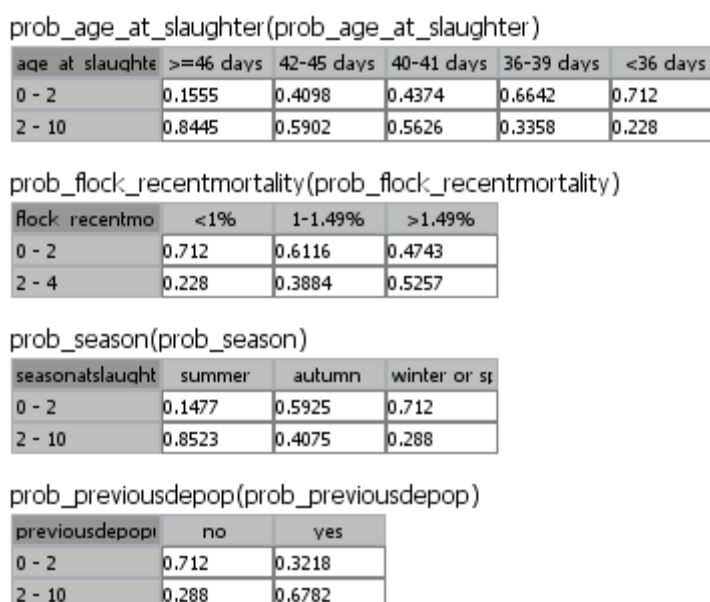 prob_age_at_slaughter(prob_age_at_slaughter)
age at slaughte >=46 days 42-45 days 40-41 days 36-39 days <36 days
0 - 2 0.1555 0.4098 0.4374 0.6642 0.712
2 - 10 0.8445 0.5902 0.5626 0.3358 0.228
prob_flock_recentmortality(prob_flock_recentmortality)
flock recentmo <1% 1-1.49% >1.49%
0 - 2 0.712 0.6116 0.4743
2 - 4 0.228 0.3884 0.5257
prob_season(prob_season)
seasonatslaught summer autumn winter or sp
0 - 2 0.1477 0.5925 0.712
2 - 10 0.8523 0.4075 0.288
prob_previousdepop(prob_previousdepop)
previousdepop no yes
0 - 2 0.712 0.3218
2 - 10 0.288 0.6782